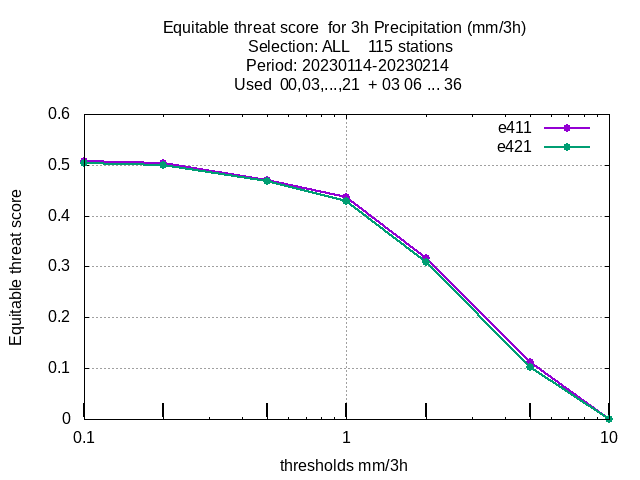 Equitable threat score  for 3h Precipitation (mm/3h)
Selection: ALL    115 stations
Period: 20230114-20230214
Used  00,03,...,21  + 03 06 ... 36
e411
e421
0.6
0.5
0.4
0.3
0.2
0.1
0
Equitable threat score
0.1
1
10
thresholds mm/3h